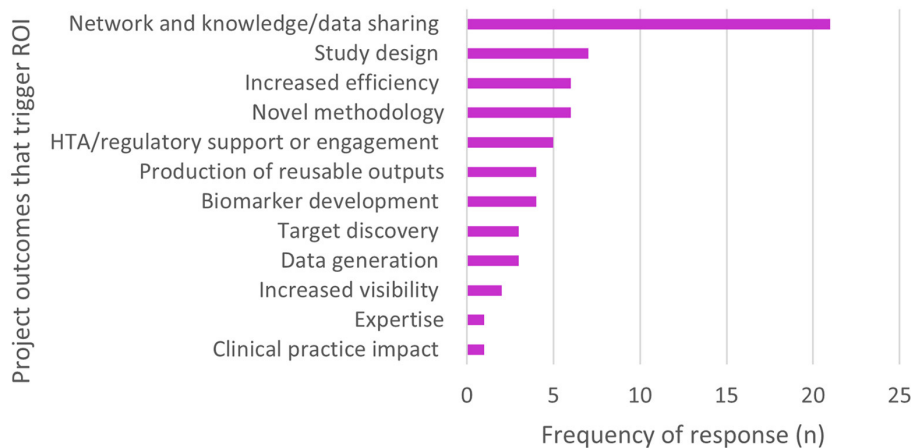 Project outcomes that trigger ROI
Network and knowledge/data sharing
Study design
Increased efficiency
Novel methodology
HTA/regulatory support or engagement
Production of reusable outputs
Biomarker development
Target discovery
Data generation
Increased visibility
Expertise
Clinical practice impact
0 5 10 15 20 25
Frequency of response (n)